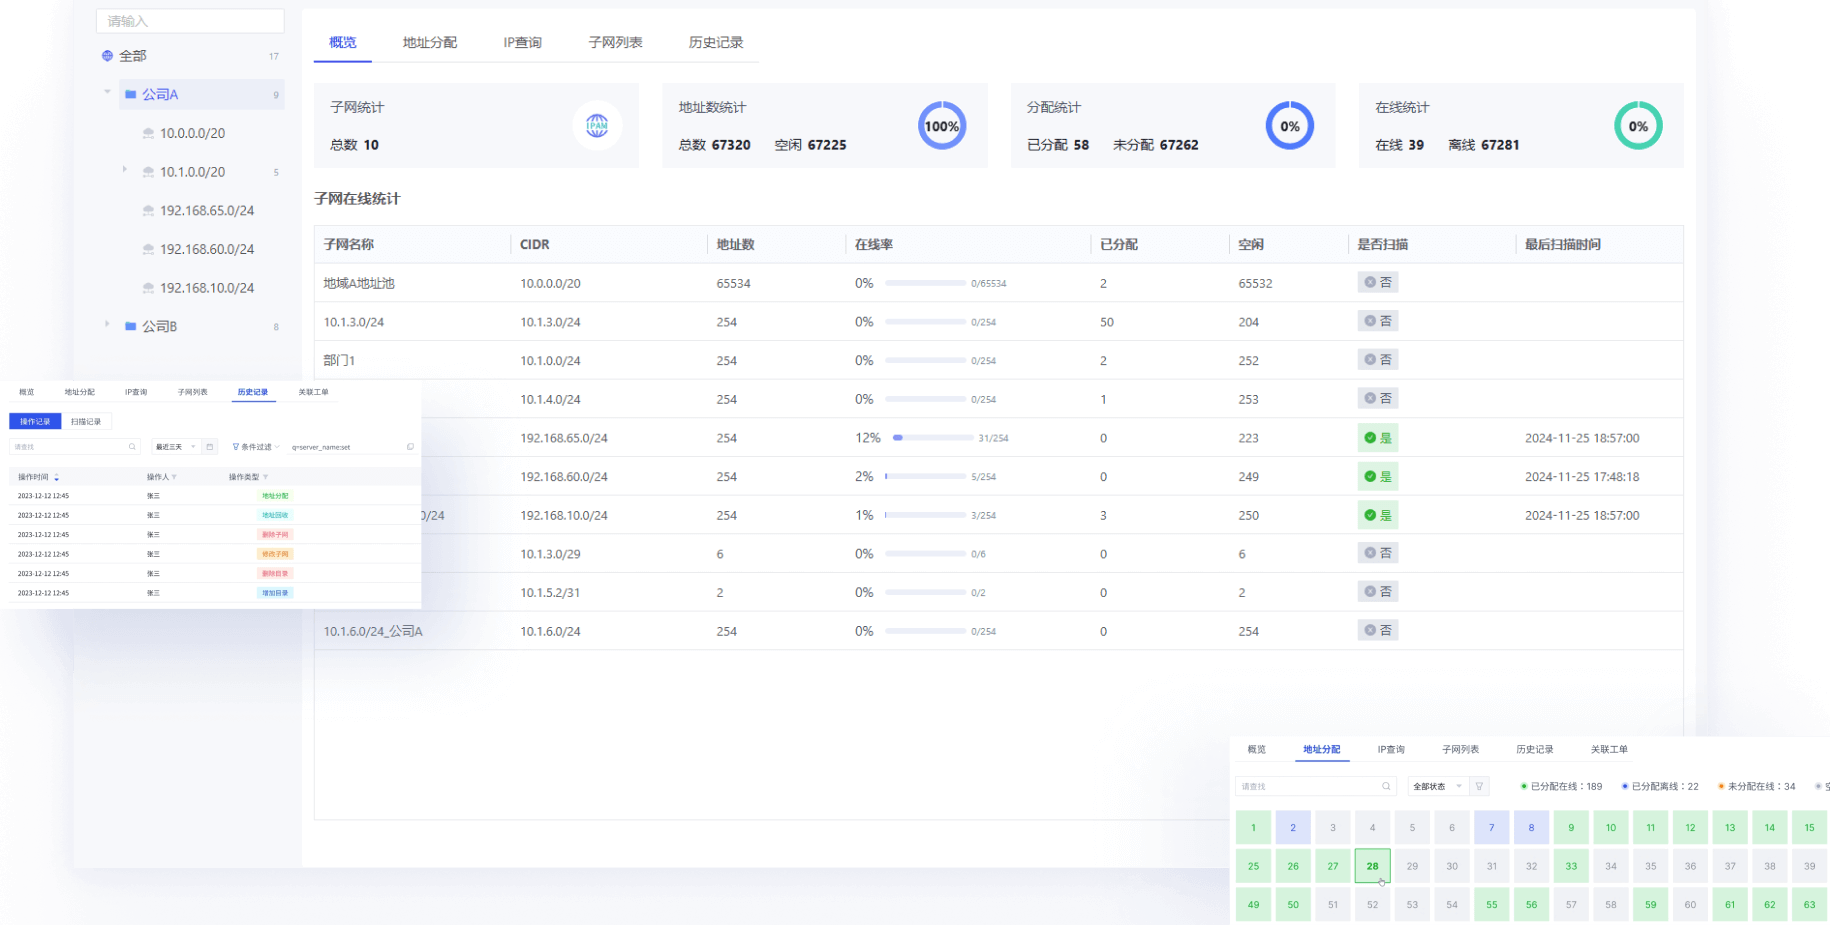 请输入
全部 17
公司A 9
10.0.0.0/20
10.1.0.0/20 5
192.168.65.0/24
192.168.60.0/24
192.168.10.0/24
公司B 8
概览 地址分配 IP查询 子网列表 历史记录
子网统计
总数 10
IPAM
地址数统计
总数 67320 空闲 67225
100%
分配统计
已分配 58 未分配 67262
0%
在线统计
在线 39 离线 67281
0%
子网在线统计
子网名称 CIDR 地址数 在线率 已分配 空闲 是否扫描 最后扫描时间
地域A地址池 10.0.0.0/20 65534 0% 0/65534 2 65532 否
10.1.3.0/24 10.1.3.0/24 254 0% 0/254 50 204 否
部门1 10.1.0.0/24 254 0% 0/254 2 252 否
10.1.4.0/24 254 0% 0/254 1 253 否
192.168.65.0/24 254 12% 31/254 0 223 是 2024-11-25 18:57:00
192.168.60.0/24 254 2% 5/254 0 249 是 2024-11-25 17:48:18
0/24 192.168.10.0/24 254 1% 3/254 3 250 是 2024-11-25 18:57:00
10.1.3.0/29 6 0% 0/6 0 6 否
10.1.5.2/31 2 0% 0/2 0 2 否
10.1.6.0/24_公司A 10.1.6.0/24 254 0% 0/254 0 254 否
概览 地址分配 IP查询 子网列表 历史记录 关联工单
操作记录 扫描记录
请查找 最近三天 条件过滤 q=server_name:set
操作时间 操作人 操作类型
2023-12-12 12:45 张三 地址分配
2023-12-12 12:45 张三 地址回收
2023-12-12 12:45 张三 删除子网
2023-12-12 12:45 张三 修改子网
2023-12-12 12:45 张三 删除目录
2023-12-12 12:45 张三 增加目录
概览 地址分配 IP查询 子网列表 历史记录 关联工单
请查找 全部状态 已分配在线：189 已分配离线：22 未分配在线：34
1 2 3 4 5 6 7 8 9 10 11 12 13 14 15
25 26 27 28 29 30 31 32 33 34 35 36 37 38 39
49 50 51 52 53 54 55 56 57 58 59 60 61 62 63